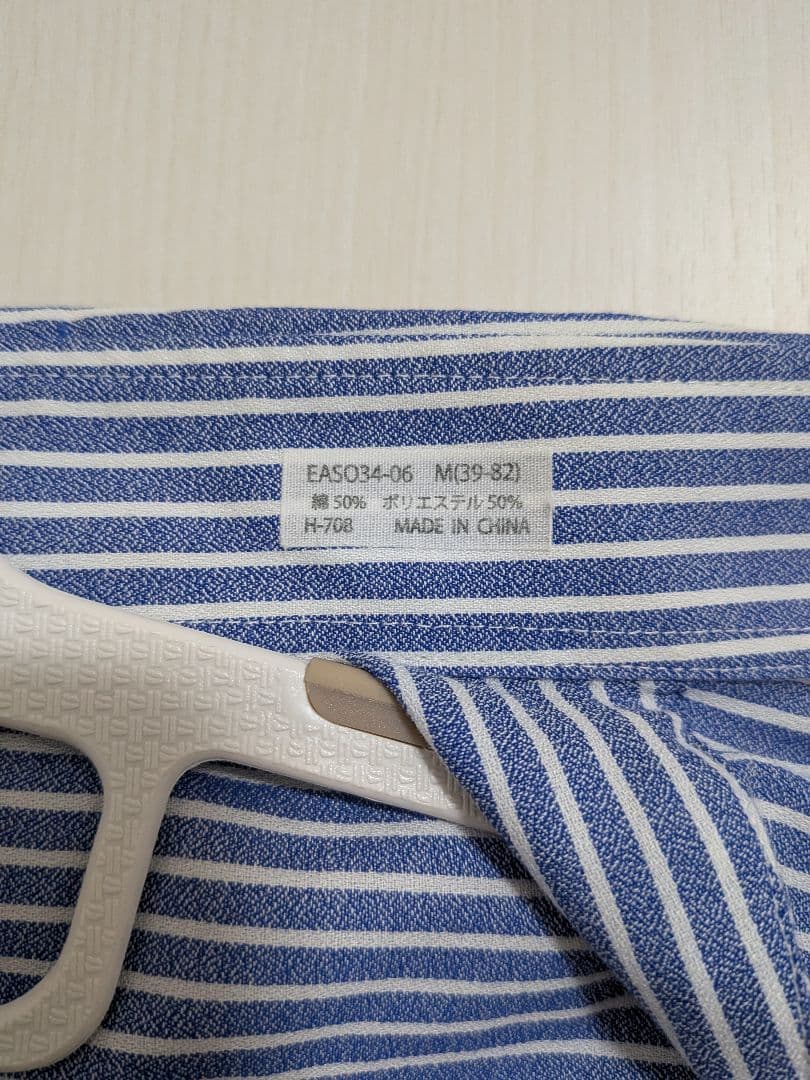 EASO34-06 M(39-82)
綿 50% ポリエステル 50%
H-708 MADE IN CHINA